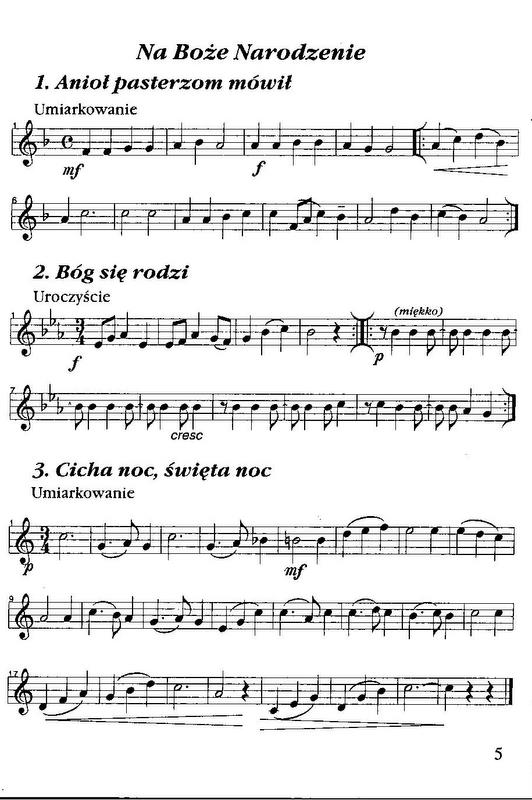 Na Boże Narodzenie
1. Anioł pasterzom mówił
Umiarkowanie
1
mf
f
6
2. Bóg się rodzi
Uroczyście
1
(miękko)
f
p
7
cresc
3. Cicha noc, święta noc
Umiarkowanie
1
p
mf
9
17
5